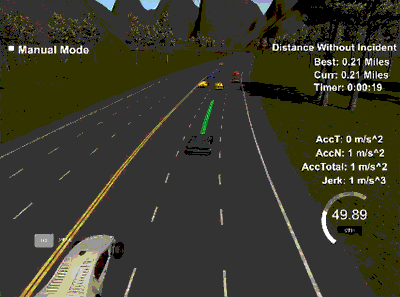 Manual Mode
Distance Without Incident
Best: 0.21 Miles
Curr: 0.21 Miles
Timer: 0:00:19
AccT: 0 m/s^2
AccN: 1 m/s^2
AccTotal: 1 m/s^2
Jerk: 1 m/s^3
49.89